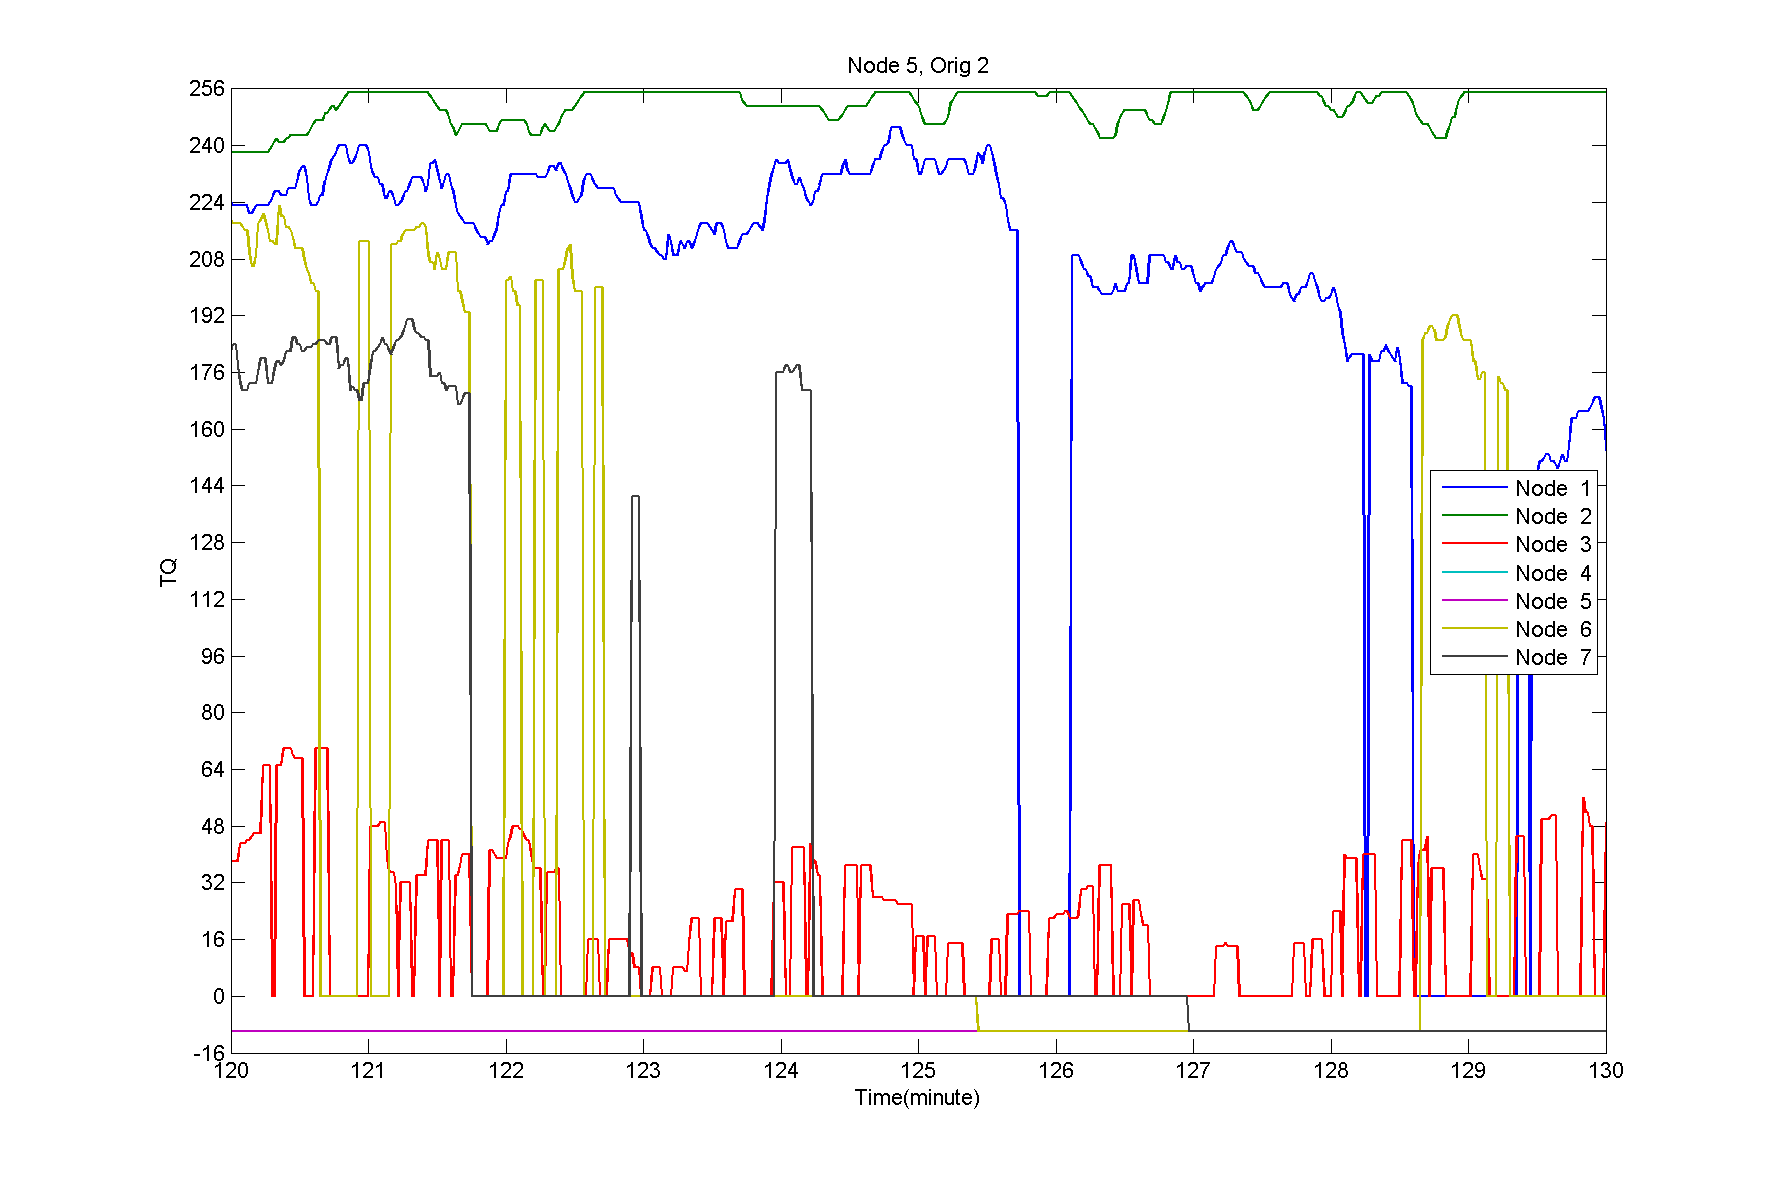 Node 5, Orig 2
256
240
224
208
192
176
160
144
128
112
96
80
64
48
32
16
0
-16
TQ
Node 1
Node 2
Node 3
Node 4
Node 5
Node 6
Node 7
120 121 122 123 124 125 126 127 128 129 130
Time(minute)